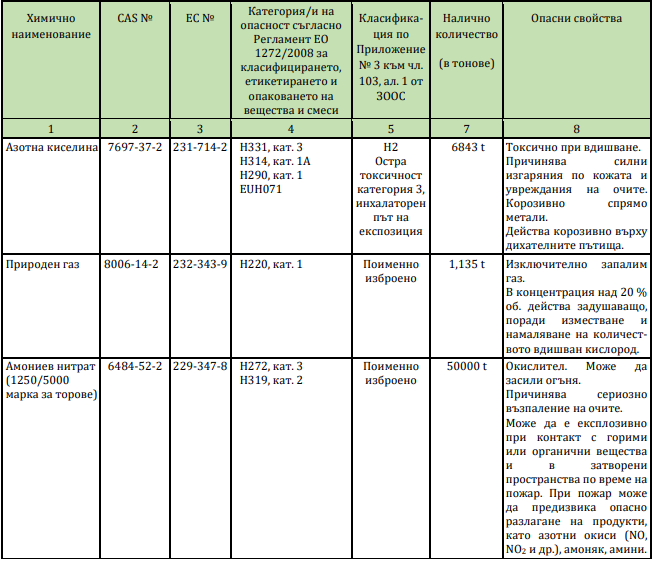 Химично
наименование
CAS №
EC №
Категория/и на
опасност съгласно
Регламент ЕО
1272/2008 за
класифицирането,
етикетирането и
опаковането на
вещества и смеси
Класифика-
ция по
Приложение
№ 3 към чл.
103, ал. 1 от
ЗООС
Налично
количество
(в тонове)
Опасни свойства
1
2
3
4
5
7
8
Азотна киселина
7697-37-2
231-714-2
H331, кат. 3
H314, кат. 1A
H290, кат. 1
EUH071
H2
Остра
токсичност
категория 3,
инхалаторен
път на
експозиция
6843 t
Токсично при вдишване.
Причинява силни
изгаряния по кожата и
увреждания на очите.
Корозивно спрямо
метали.
Действа корозивно върху
дихателните пътища.
Природен газ
8006-14-2
232-343-9
H220, кат. 1
Поименно
изброено
1,135 t
Изключително запалим
газ.
В концентрация над 20 %
об. действа задушаващо,
поради изместване и
намаляване на количест-
вото вдишван кислород.
Амониев нитрат
(1250/5000
марка за торове)
6484-52-2
229-347-8
H272, кат. 3
H319, кат. 2
Поименно
изброено
50000 t
Окислител. Може да
засили огъня.
Причинява сериозно
възпаление на очите.
Може да е експлозивно
при контакт с горими
или органични вещества
и в затворени
пространства по време на
пожар. При пожар може
да предизвика опасно
разлагане на продукти,
като азотни окиси (NO,
NO₂ и др.), амоняк, амини.